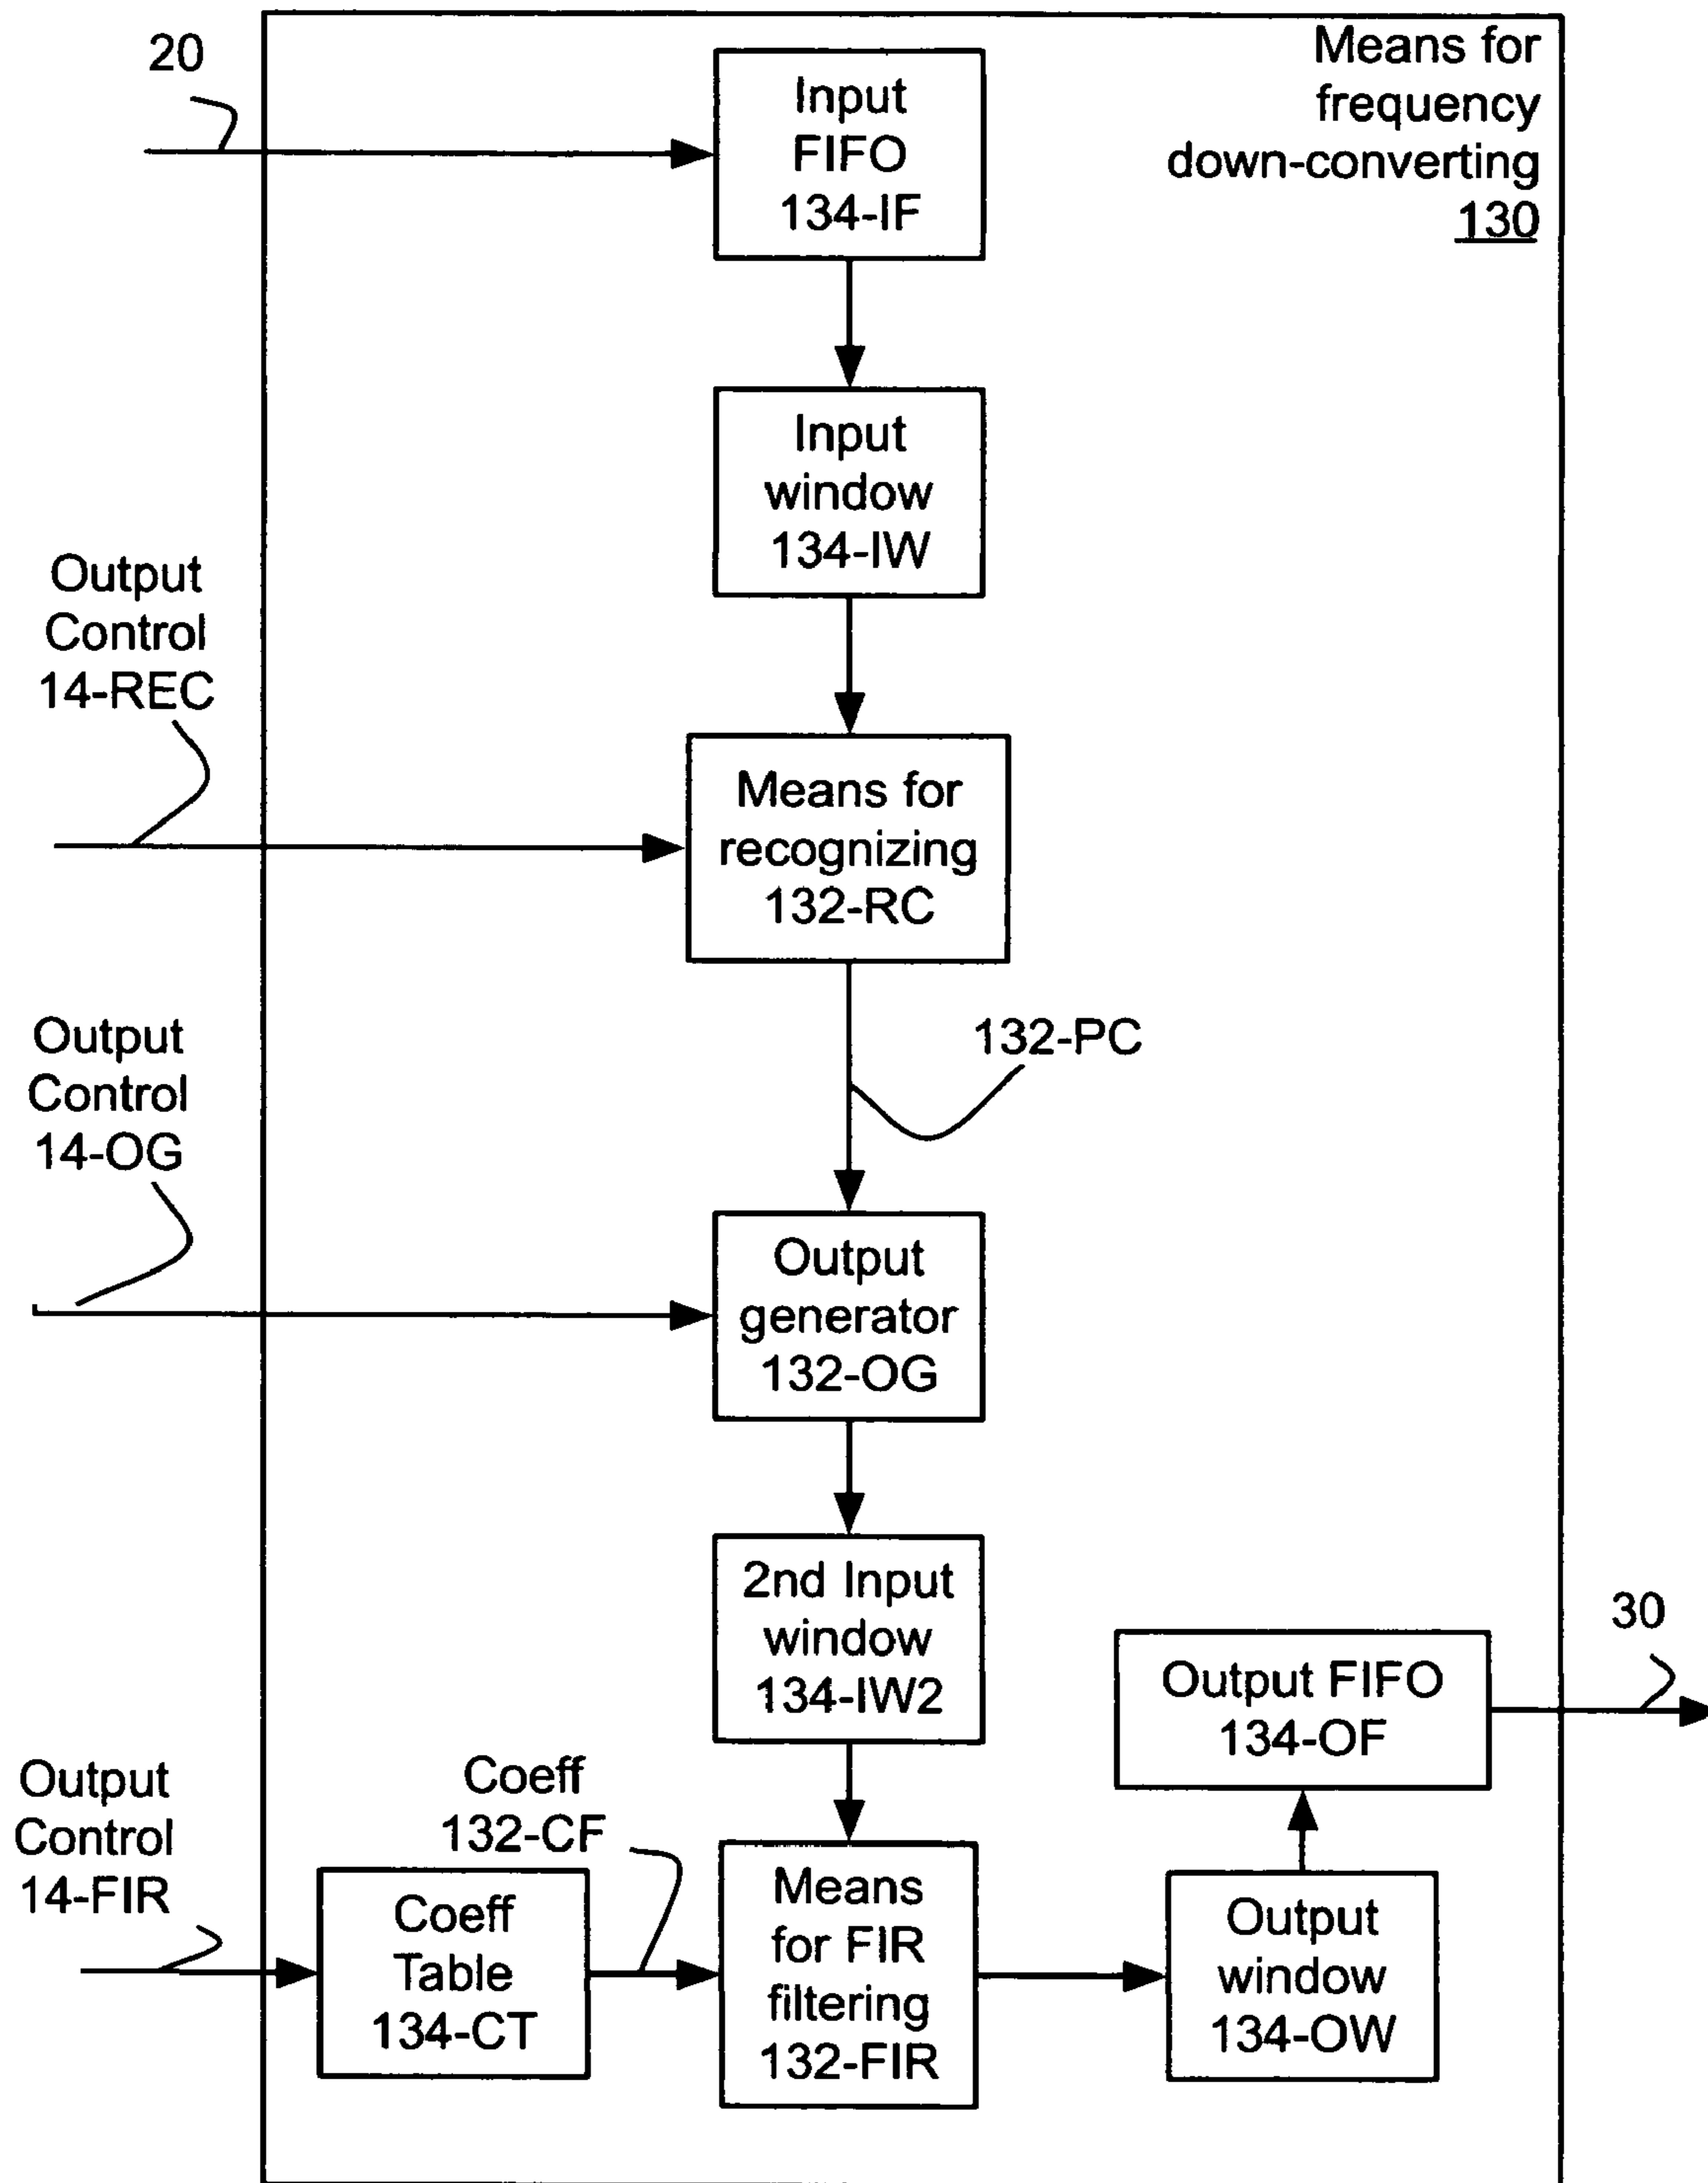 20
Input
FIFO
134-IF
Means for
frequency
down-converting
130
Input
window
134-IW
Output
Control
14-REC
Means for
recognizing
132-RC
132-PC
Output
Control
14-OG
Output
generator
132-OG
2nd Input
window
134-IW2
30
Output FIFO
134-OF
Output
Control
14-FIR
Coeff
132-CF
Coeff
Table
134-CT
Means
for FIR
filtering
132-FIR
Output
window
134-OW